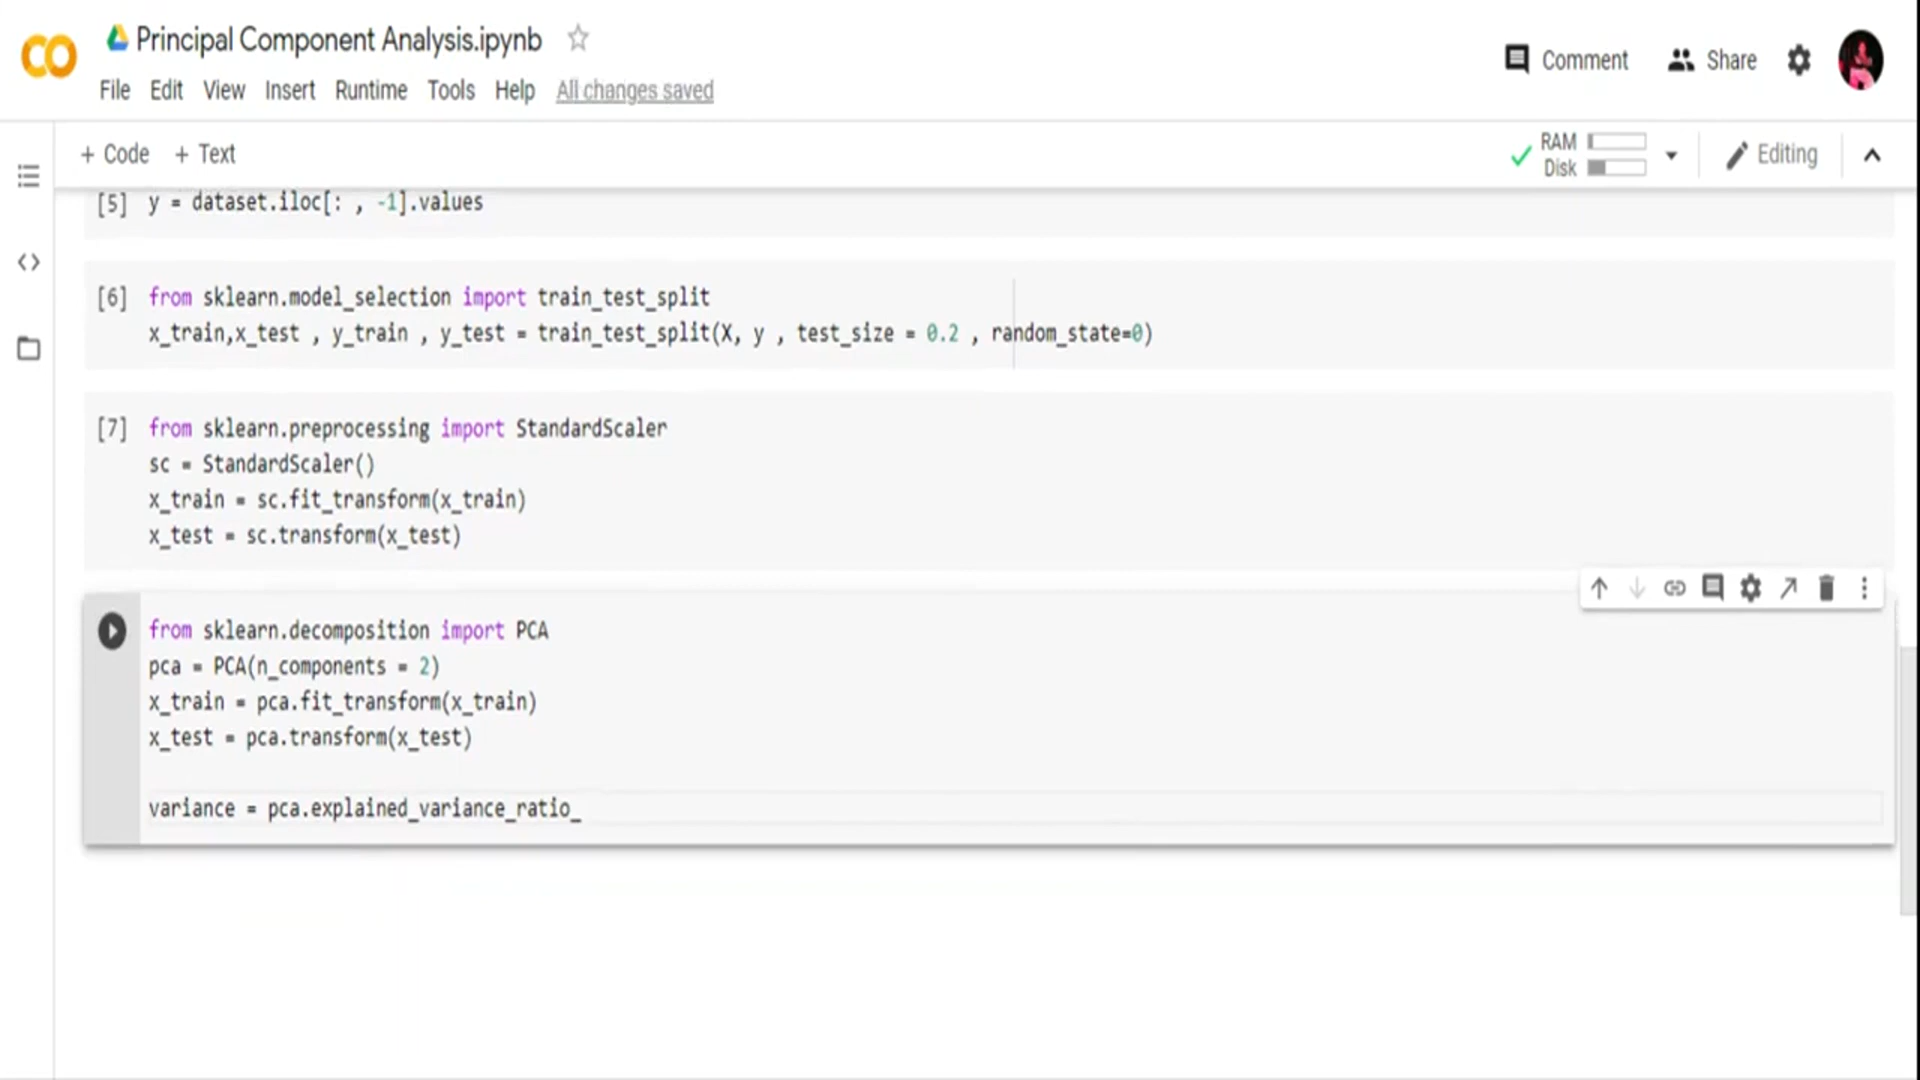 Principal Component Analysis.ipynb
File Edit View Insert Runtime Tools Help All changes saved
Comment Share
+ Code + Text
RAM
Disk
Editing
[5] y = dataset.iloc[: , -1].values
[6] from sklearn.model_selection import train_test_split
x_train,x_test , y_train , y_test = train_test_split(X, y , test_size = 0.2 , random_state=0)
[7] from sklearn.preprocessing import StandardScaler
sc = StandardScaler()
x_train = sc.fit_transform(x_train)
x_test = sc.transform(x_test)
from sklearn.decomposition import PCA
pca = PCA(n_components = 2)
x_train = pca.fit_transform(x_train)
x_test = pca.transform(x_test)
variance = pca.explained_variance_ratio_